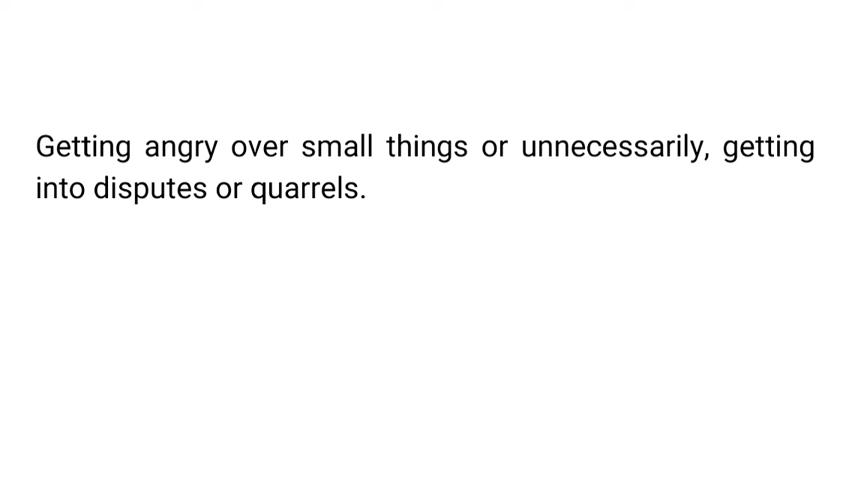 Getting angry over small things or unnecessarily, getting
into disputes or quarrels.